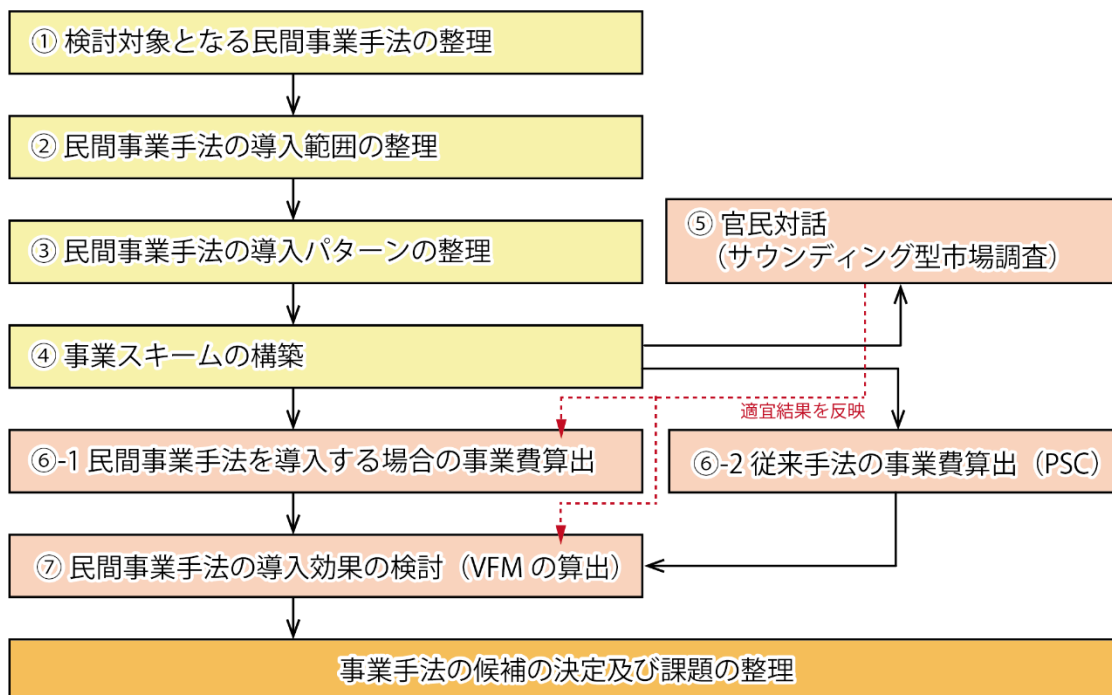 ① 検討対象となる民間事業手法の整理
② 民間事業手法の導入範囲の整理
③ 民間事業手法の導入パターンの整理
⑤ 官民対話
（サウンディング型市場調査）
④ 事業スキームの構築
適宜結果を反映
⑥-1 民間事業手法を導入する場合の事業費算出
⑥-2 従来手法の事業費算出（PSC）
⑦ 民間事業手法の導入効果の検討（VFM の算出）
事業手法の候補の決定及び課題の整理